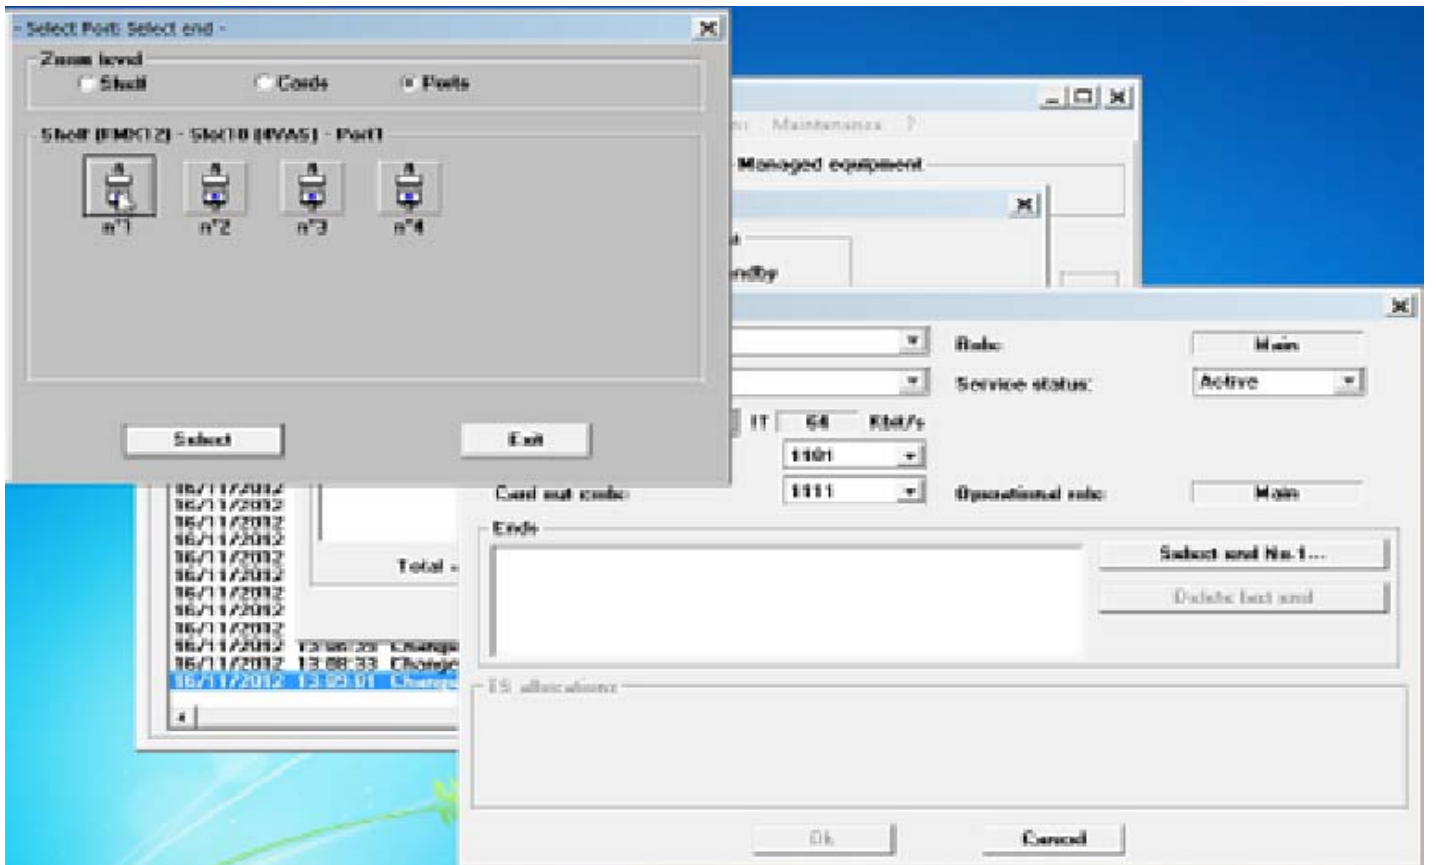 - Select Port: Select end -
Zoom level
Shelf
Cards
Ports
Shelf (FMX12) - Slot10 (4VAS) - Port1
n°1
n°2
n°3
n°4
Select
Exit
Maintenance ?
Managed equipment
ndby
Role:
Main
Service status:
Active
IT
64
Kbit/s
1101
Card out code:
1111
Operational role:
Main
Ends
Select end No.1...
Delete last end
TS allocations
Ok
Cancel
16/11/2012
16/11/2012
16/11/2012
16/11/2012
16/11/2012
16/11/2012
16/11/2012
16/11/2012
16/11/2012
16/11/2012
16/11/2012 13:08:33 Change
16/11/2012 13:09:01 Change
Total